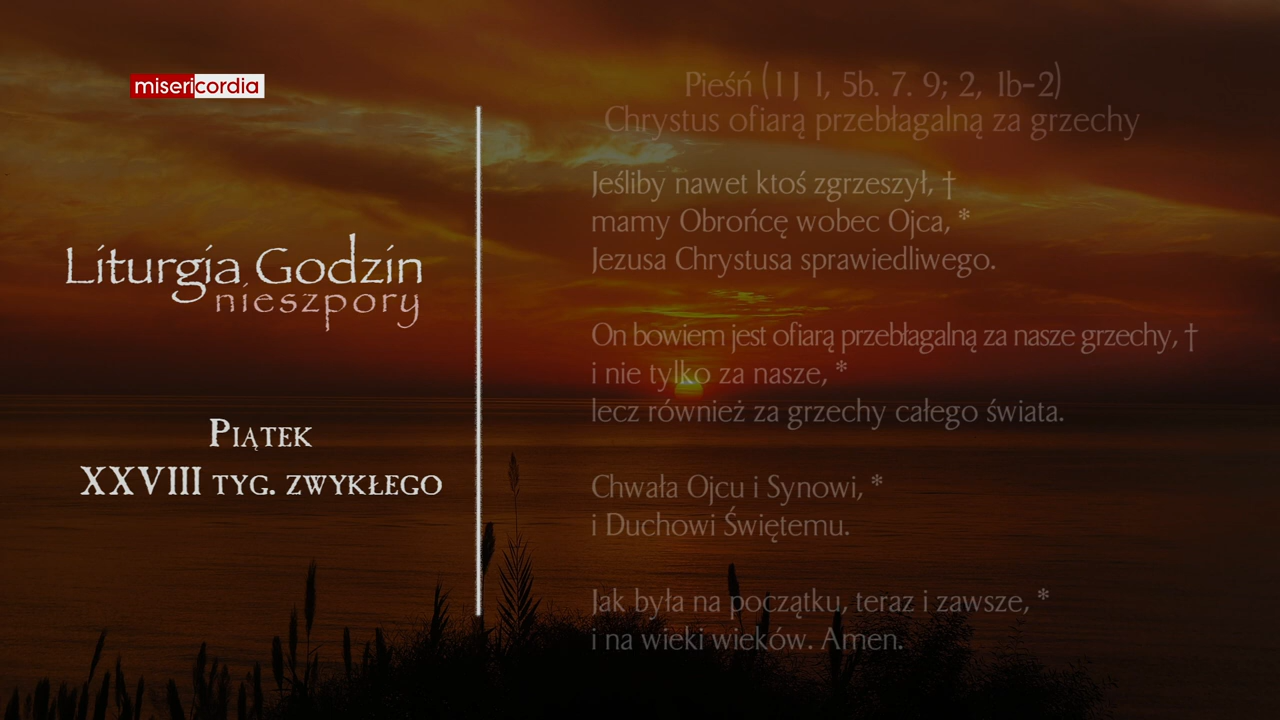 misericordia
Liturgia Godzin
nieszpory
Piątek
XXVIII tyg. zwykłego
Pieśń (1 J 1, 5b. 7. 9; 2, 1b-2)
Chrystus ofiarą przebłagalną za grzechy
Jeśliby nawet ktoś zgrzeszył, †
mamy Obrońcę wobec Ojca, *
Jezusa Chrystusa sprawiedliwego.
On bowiem jest ofiarą przebłagalną za nasze grzechy, †
i nie tylko za nasze, *
lecz również za grzechy całego świata.
Chwała Ojcu i Synowi, *
i Duchowi Świętemu.
Jak była na początku, teraz i zawsze, *
i na wieki wieków. Amen.